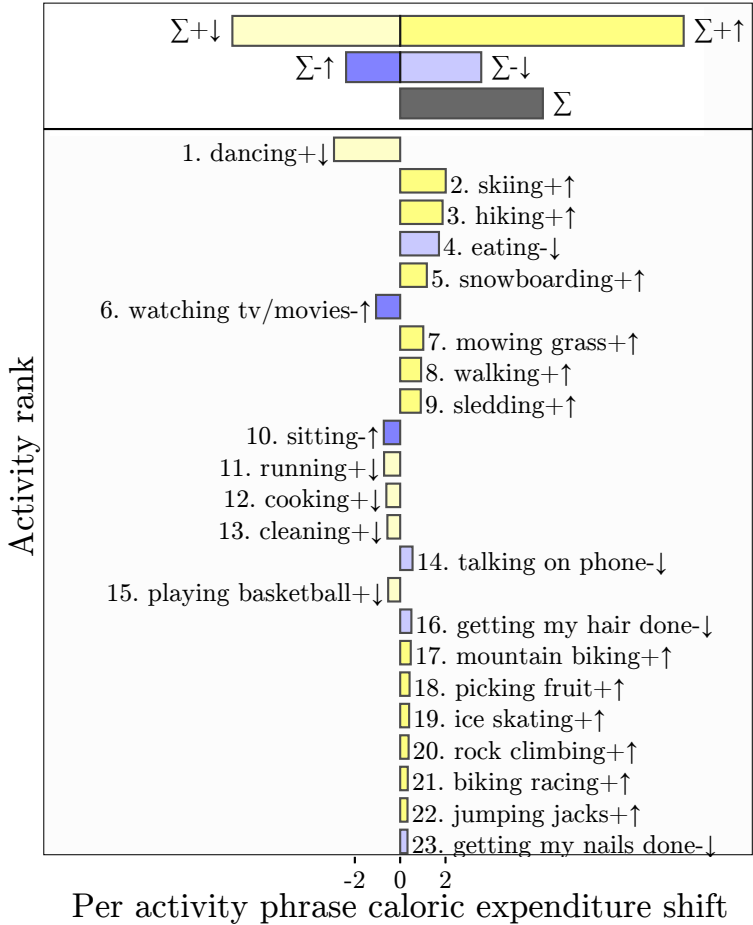 ∑+↓ ∑+↑
∑-↑ ∑-↓
∑
1. dancing+↓
2. skiing+↑
3. hiking+↑
4. eating-↓
5. snowboarding+↑
6. watching tv/movies-↑
7. mowing grass+↑
8. walking+↑
9. sledding+↑
10. sitting-↑
11. running+↓
12. cooking+↓
13. cleaning+↓
14. talking on phone-↓
15. playing basketball+↓
16. getting my hair done-↓
17. mountain biking+↑
18. picking fruit+↑
19. ice skating+↑
20. rock climbing+↑
21. biking racing+↑
22. jumping jacks+↑
23. getting my nails done-↓
Activity rank
-2 0 2
Per activity phrase caloric expenditure shift